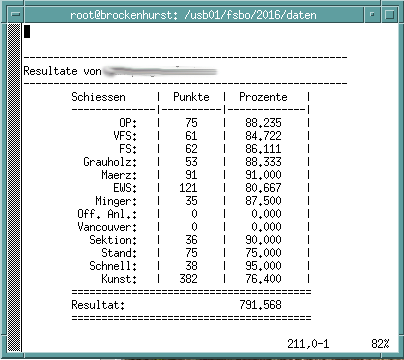 root@brockenhurst: /usb01/fsbo/2016/daten
Resultate von
Schiessen | Punkte | Prozente |
OP: | 75 | 88.235 |
VFS: | 61 | 84.722 |
FS: | 62 | 86.111 |
Grauholz: | 53 | 88.333 |
Maerz: | 91 | 91.000 |
EWS: | 121 | 80.667 |
Minger: | 35 | 87.500 |
Off. Anl.: | 0 | 0.000 |
Vancouver: | 0 | 0.000 |
Sektion: | 36 | 90.000 |
Stand: | 75 | 75.000 |
Schnell: | 38 | 95.000 |
Kunst: | 382 | 76.400 |
Resultat: 791.568
211,0-1 82%